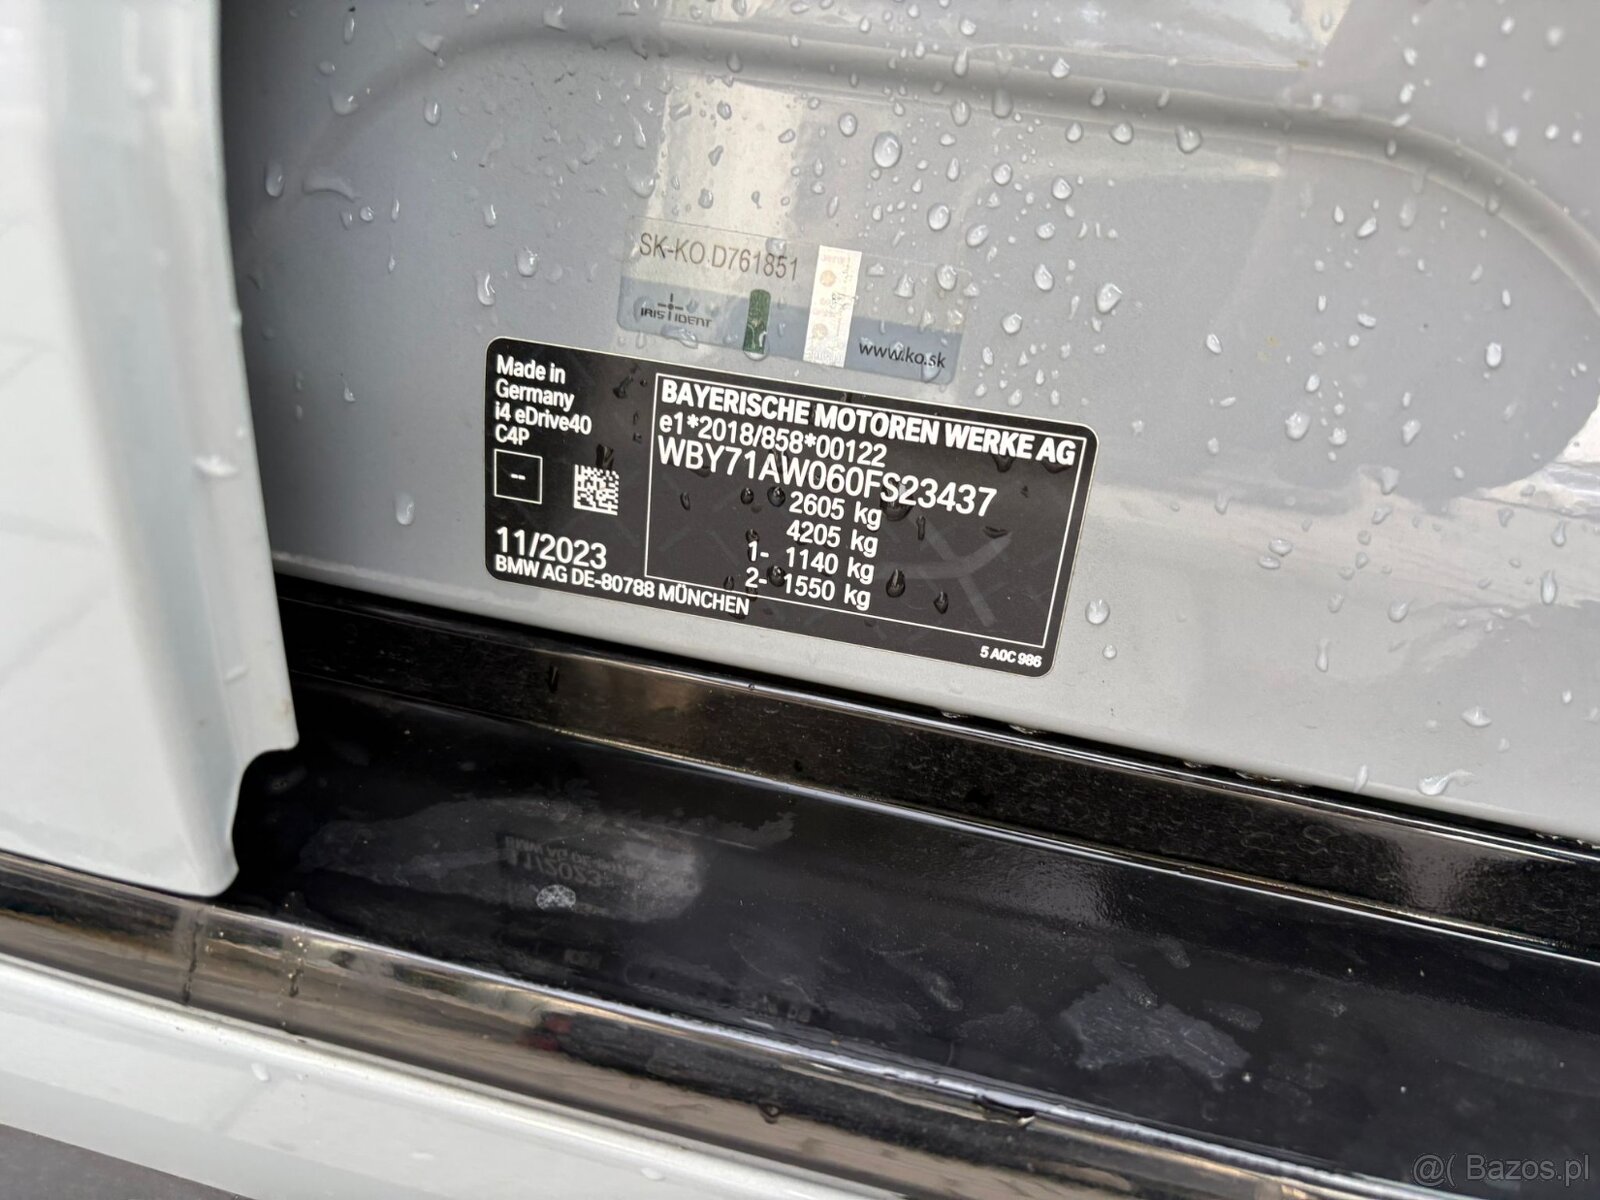 SK-KO D761851
IRIS IDENT
www.ko.sk
Made in
Germany
i4 eDrive40
C4P
--
11/2023
BMW AG DE-80788 MÜNCHEN
BAYERISCHE MOTOREN WERKE AG
e1*2018/858*00122
WBY71AW060FS23437
2605 kg
4205 kg
1- 1140 kg
2- 1550 kg
5 A0C 986
@( Bazos.pl